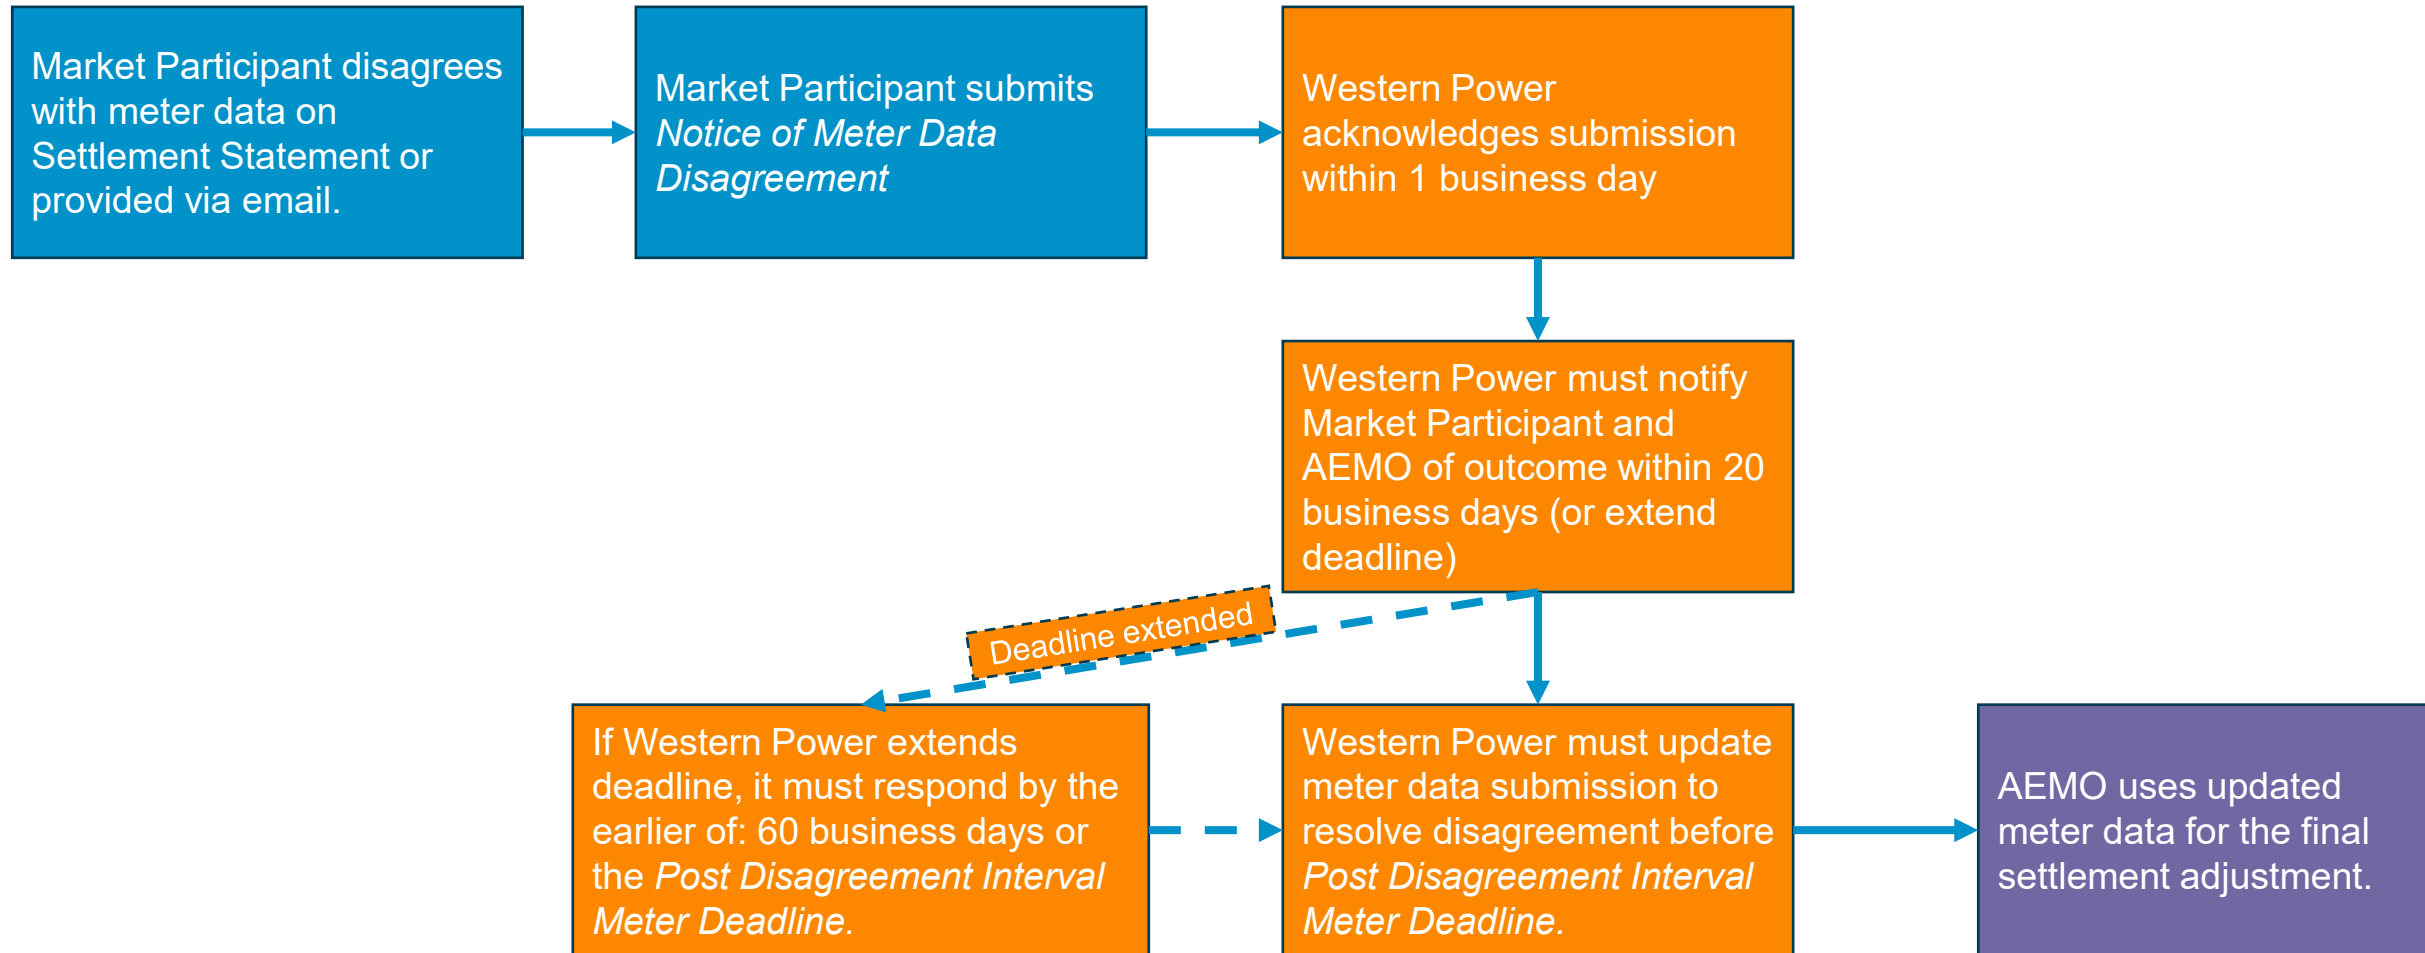 Market Participant disagrees
with meter data on
Settlement Statement or
provided via email.
Market Participant submits
Notice of Meter Data
Disagreement
Western Power
acknowledges submission
within 1 business day
Western Power must notify
Market Participant and
AEMO of outcome within 20
business days (or extend
deadline)
Deadline extended
If Western Power extends
deadline, it must respond by the
earlier of: 60 business days or
the Post Disagreement Interval
Meter Deadline.
Western Power must update
meter data submission to
resolve disagreement before
Post Disagreement Interval
Meter Deadline.
AEMO uses updated
meter data for the final
settlement adjustment.